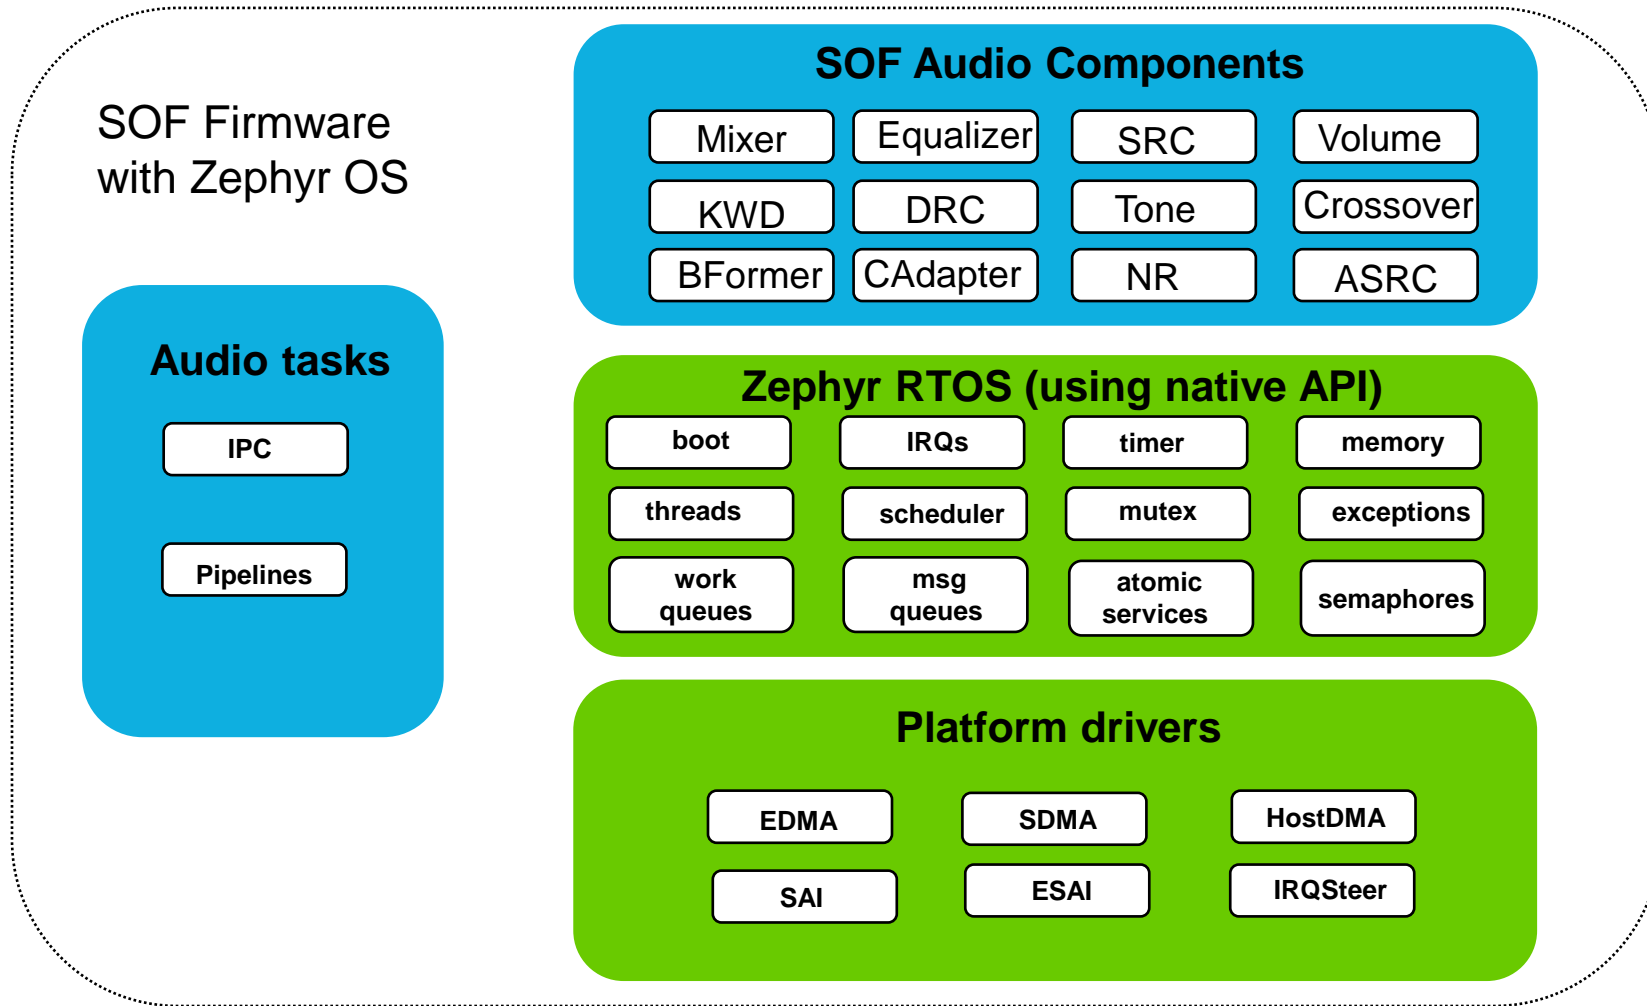 SOF Firmware
with Zephyr OS
Audio tasks
IPC
Pipelines
SOF Audio Components
Mixer
Equalizer
SRC
Volume
KWD
DRC
Tone
Crossover
BFormer
CAdapter
NR
ASRC
Zephyr RTOS (using native API)
boot
IRQs
timer
memory
threads
scheduler
mutex
exceptions
work
queues
msg
queues
atomic
services
semaphores
Platform drivers
EDMA
SDMA
HostDMA
SAI
ESAI
IRQSteer